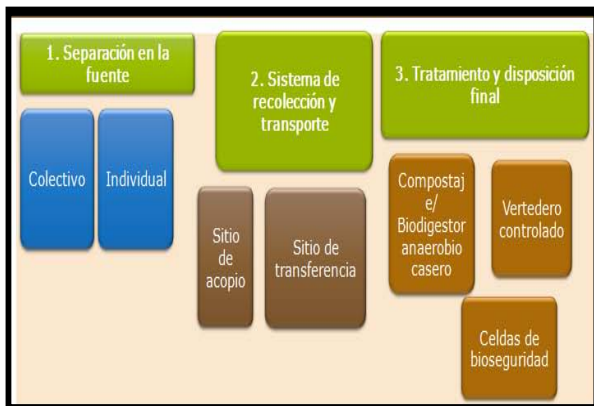 1. Separación en la
fuente
Colectivo
Individual
2. Sistema de
recolección y
transporte
Sitio
de
acopio
Sitio de
transferencia
3. Tratamiento y disposición
final
Compostaj
e/
Biodigestor
anaerobio
casero
Vertedero
controlado
Celdas de
bioseguridad